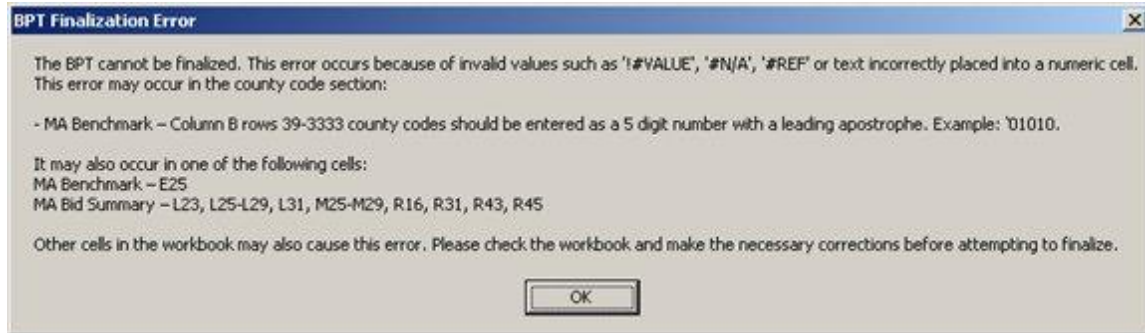 BPT Finalization Error
The BPT cannot be finalized. This error occurs because of invalid values such as '!#VALUE', '#N/A', '#REF' or text incorrectly placed into a numeric cell.
This error may occur in the county code section:
- MA Benchmark – Column B rows 39-3333 county codes should be entered as a 5 digit number with a leading apostrophe. Example: '01010.
It may also occur in one of the following cells:
MA Benchmark – E25
MA Bid Summary – L23, L25-L29, L31, M25-M29, R16, R31, R43, R45
Other cells in the workbook may also cause this error. Please check the workbook and make the necessary corrections before attempting to finalize.
OK